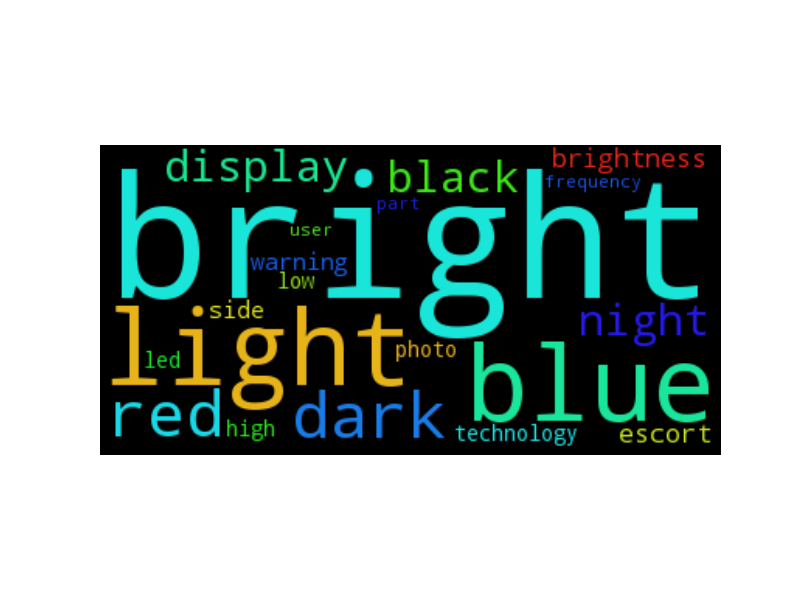 display
black
brightness
frequency
bright
part
user
warning
low
light
side
night
led
photo
blue
red
high
dark
technology
escort